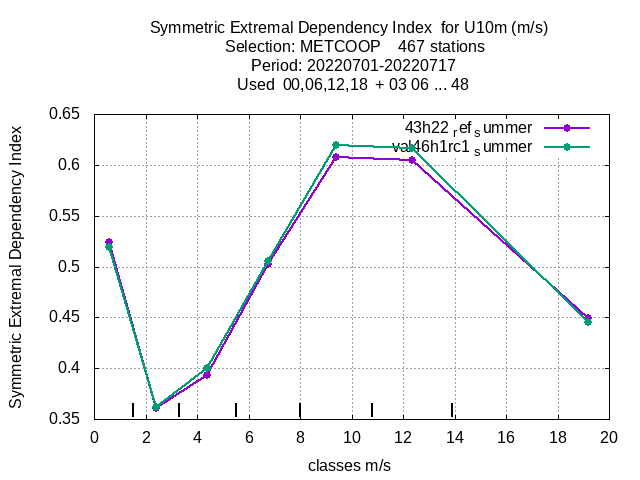 Symmetric Extremal Dependency Index  for U10m (m/s)
Selection: METCOOP    467 stations
Period: 20220701-20220717
Used  00,06,12,18  + 03 06 ... 48
43h22 ref summer
val46h1rc1 summer
Symmetric Extremal Dependency Index
0.65
0.6
0.55
0.5
0.45
0.4
0.35
0 2 4 6 8 10 12 14 16 18 20
classes m/s